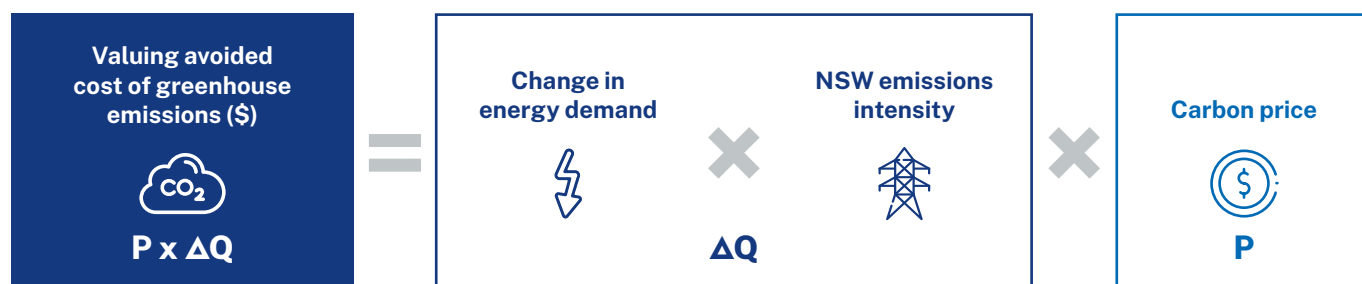 Valuing avoided
cost of greenhouse
emissions ($)
CO₂
P x ΔQ
=
Change in
energy demand
×
NSW emissions
intensity
ΔQ
×
Carbon price
$
P